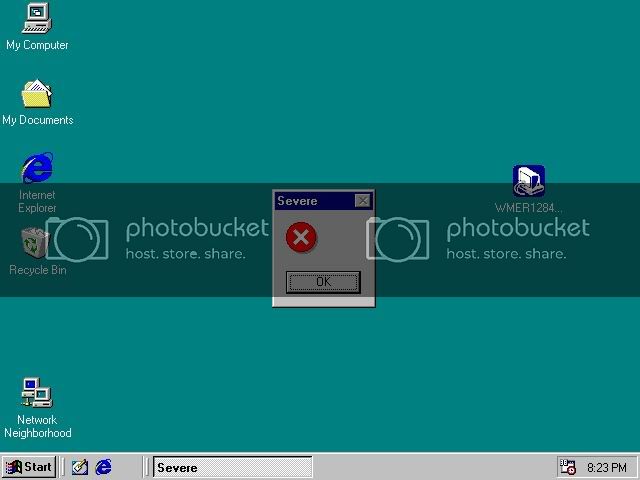 My Computer
My Documents
Internet
Explorer
Recycle Bin
Network
Neighborhood
WMER1284...
Severe
OK
photobucket
host. store. share.
photobucket
host. store. share.
Start
Severe
8:23 PM